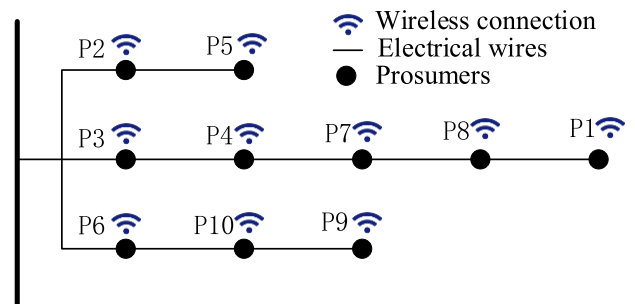 Wireless connection
Electrical wires
Prosumers
P2
P5
P3
P4
P7
P8
P1
P6
P10
P9